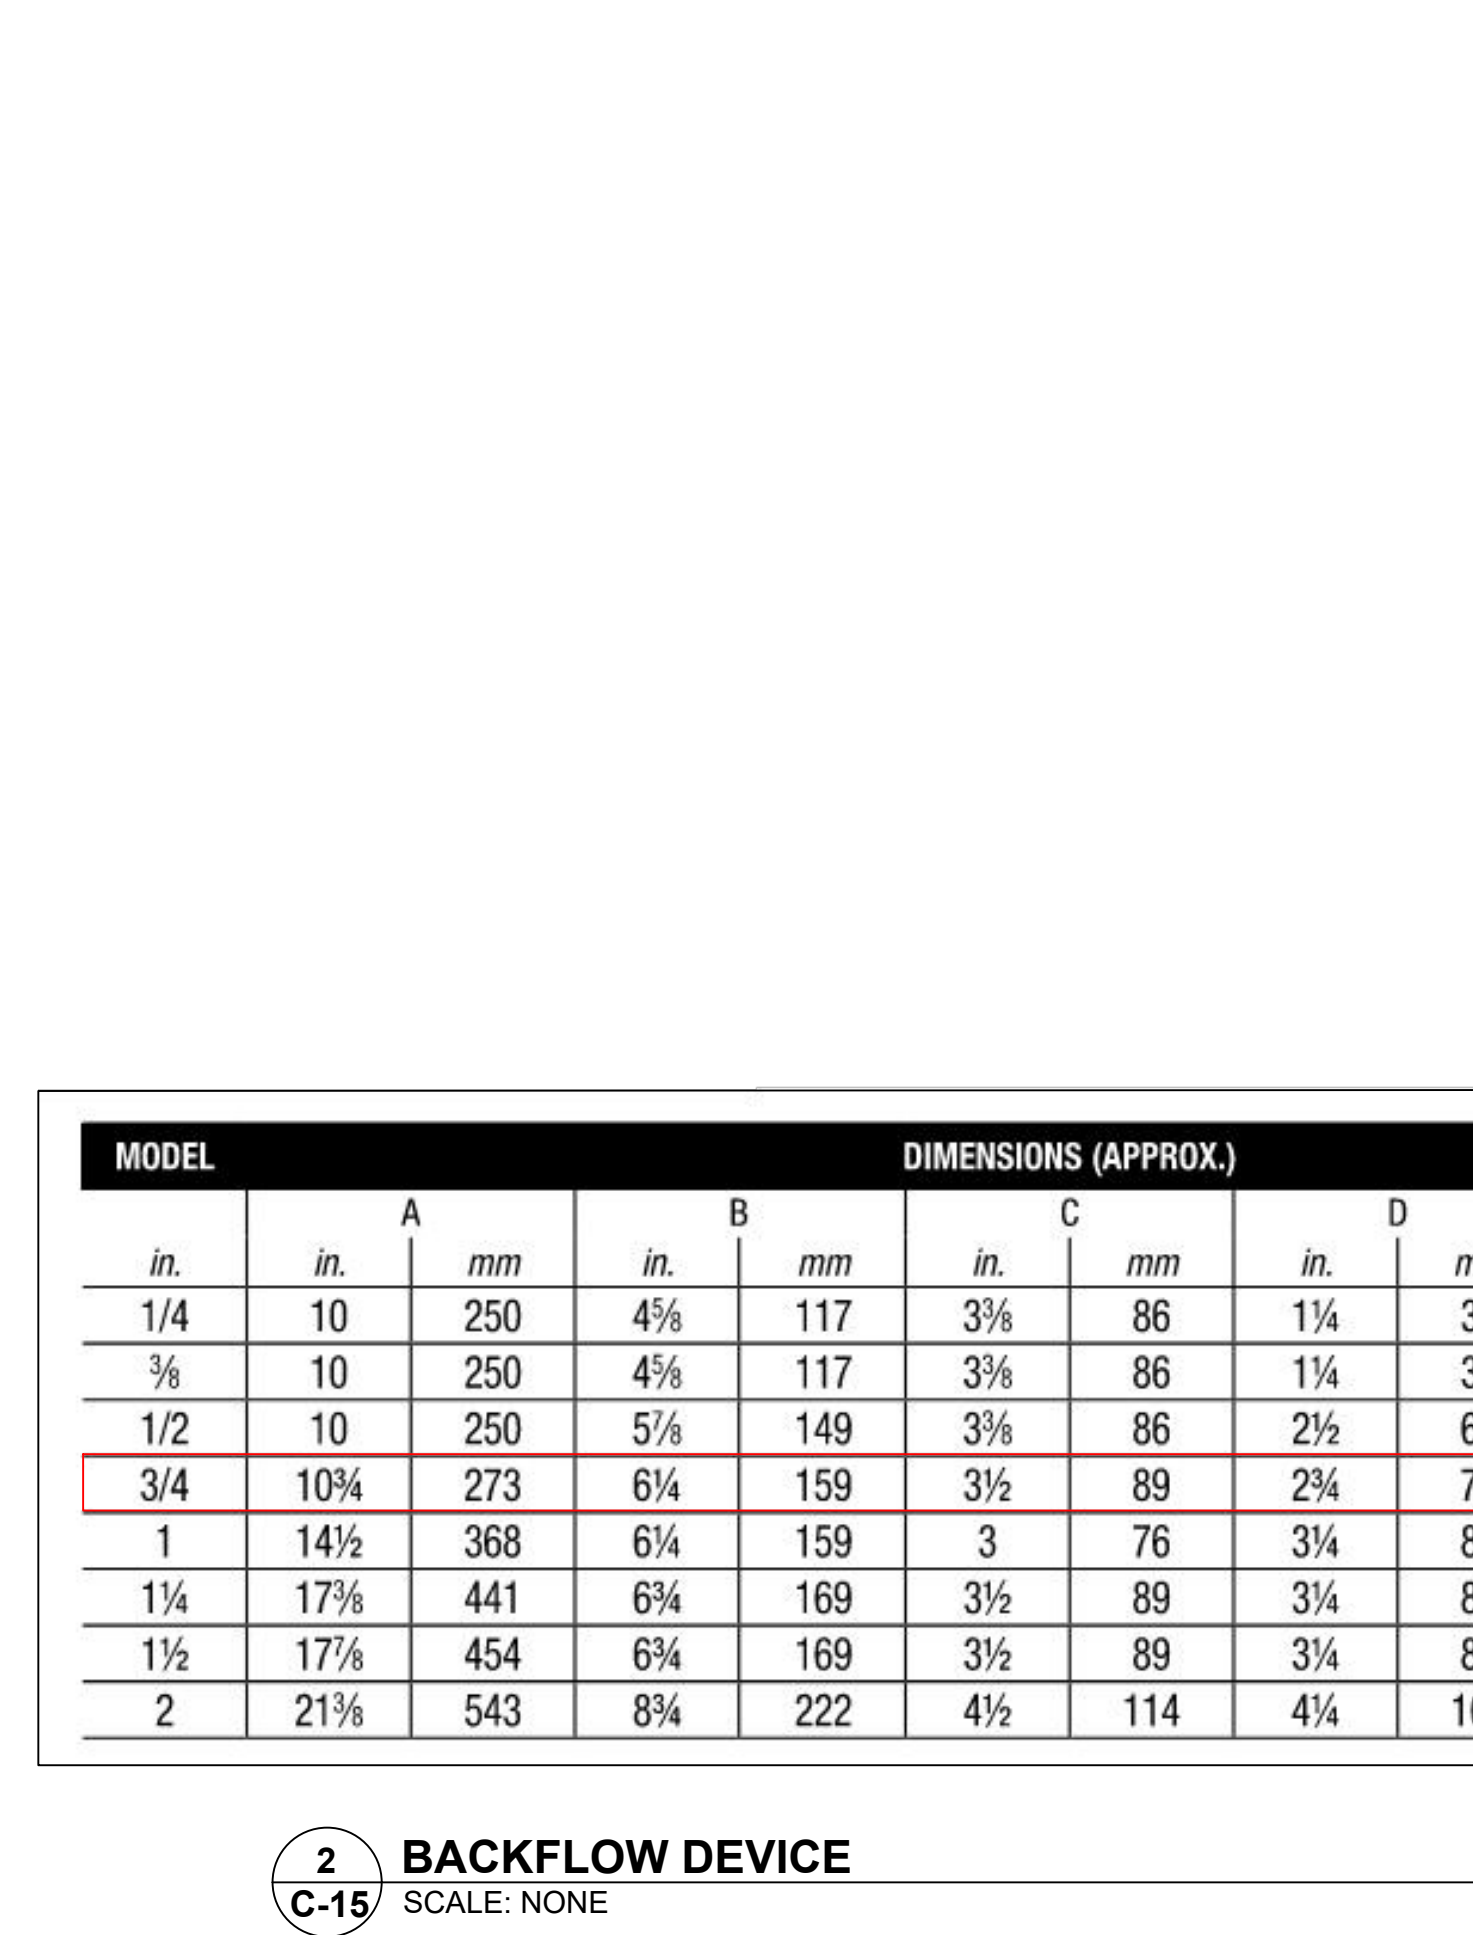 MODEL DIMENSIONS (APPROX.)
A B C D
in. in. mm in. mm in. mm in.
1/4 10 250 4⅝ 117 3⅜ 86 1¼
⅜ 10 250 4⅝ 117 3⅜ 86 1¼
1/2 10 250 5⅞ 149 3⅜ 86 2½
3/4 10¾ 273 6¼ 159 3½ 89 2¾
1 14½ 368 6¼ 159 3 76 3¼
1¼ 17⅜ 441 6¾ 169 3½ 89 3¼
1½ 17⅞ 454 6¾ 169 3½ 89 3¼
2 21⅜ 543 8¾ 222 4½ 114 4¼
2 BACKFLOW DEVICE
C-15 SCALE: NONE